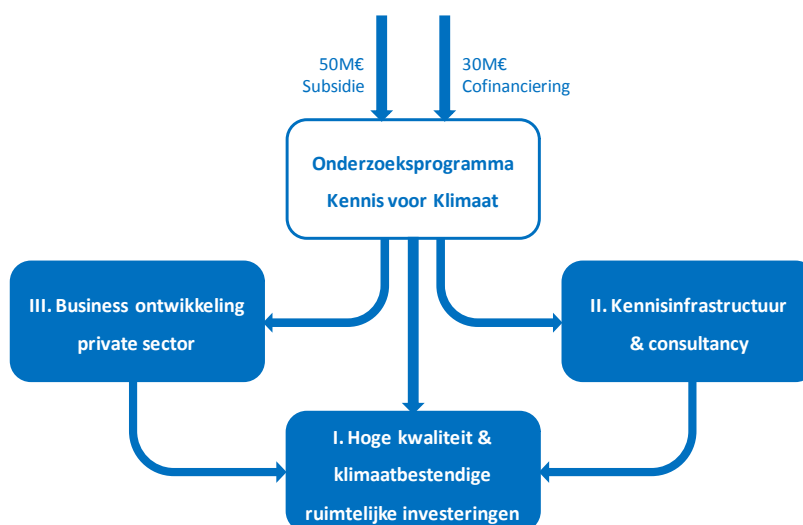 50M€
Subsidie
30M€
Cofinanciering
Onderzoeksprogramma
Kennis voor Klimaat
III. Business ontwikkeling
private sector
II. Kennisinfrastructuur
& consultancy
I. Hoge kwaliteit &
klimaatbestendige
ruimtelijke investeringen